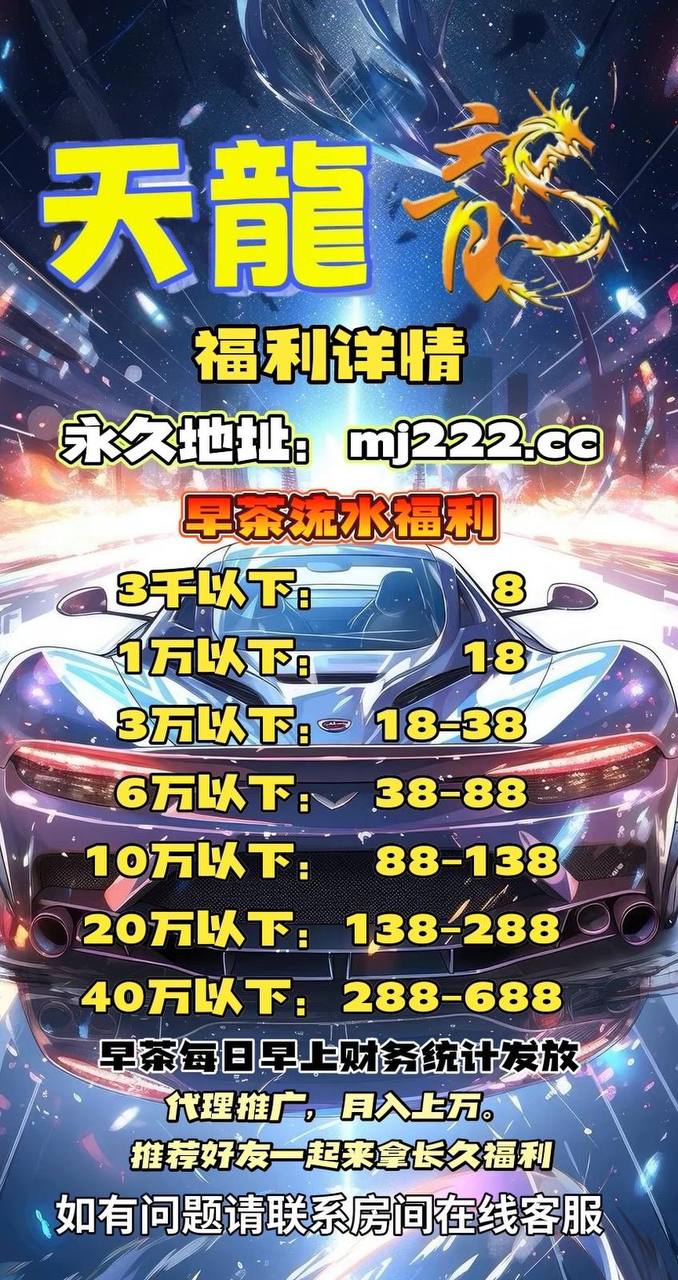 天龍 龍
福利详情
永久地址：mj222.cc
早茶流水福利
3千以下： 8
1万以下： 18
3万以下： 18-38
6万以下： 38-88
10万以下： 88-138
20万以下：138-288
40万以下：288-688
早茶每日早上财务统计发放
代理推广，月入上万。
推荐好友一起来拿长久福利
如有问题请联系房间在线客服